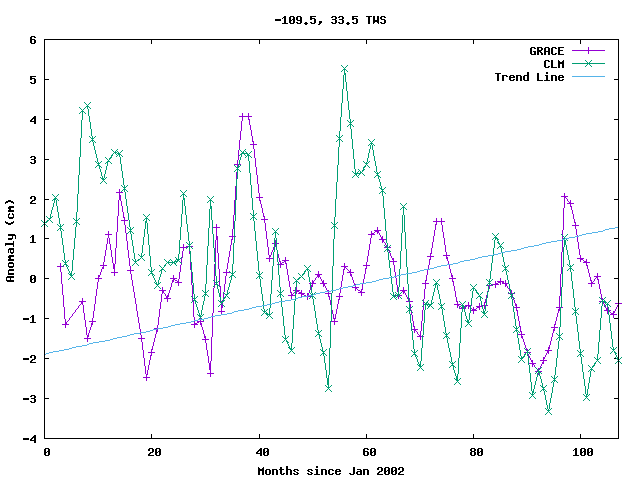 -109.5, 33.5 TWS
GRACE
CLM
Trend Line
6
5
4
3
2
1
0
-1
-2
-3
-4
Anomaly (cm)
0 20 40 60 80 100
Months since Jan 2002